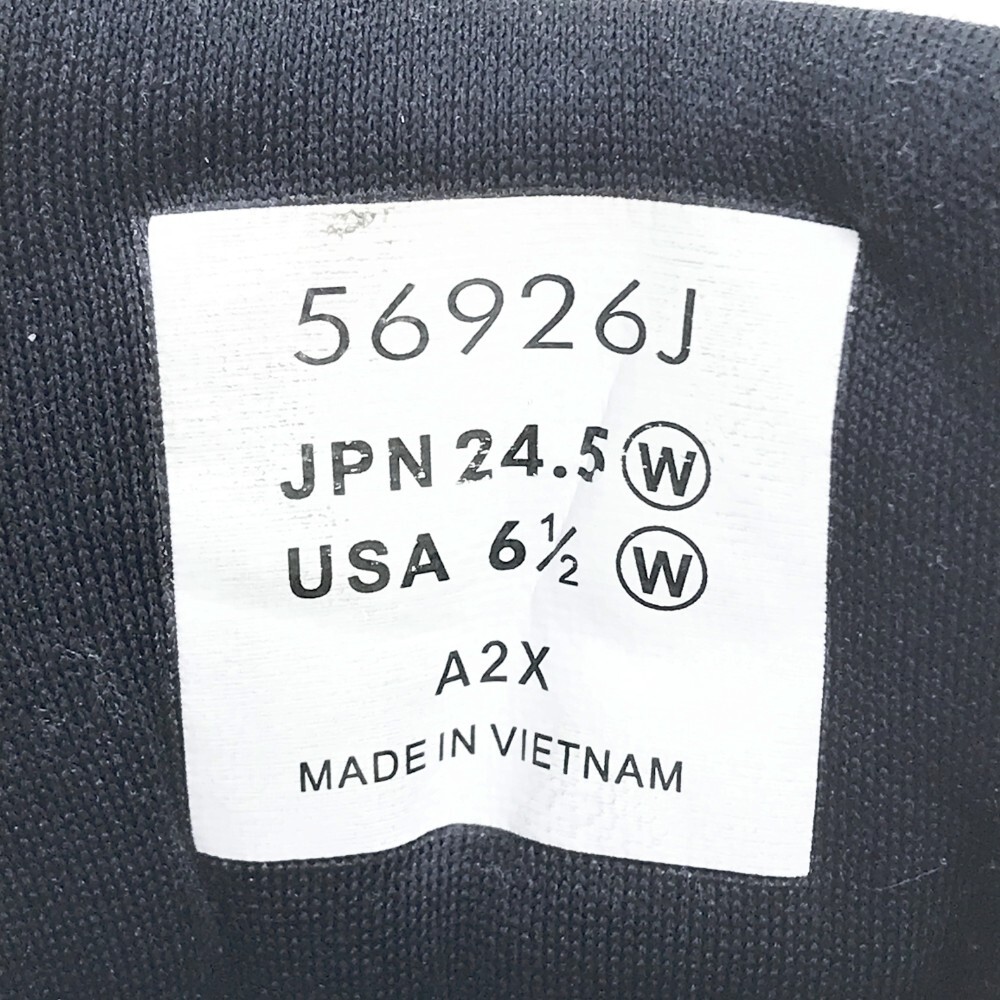 56926J
JPN 24.5 Ⓦ
USA 6½ Ⓦ
A2X
MADE IN VIETNAM